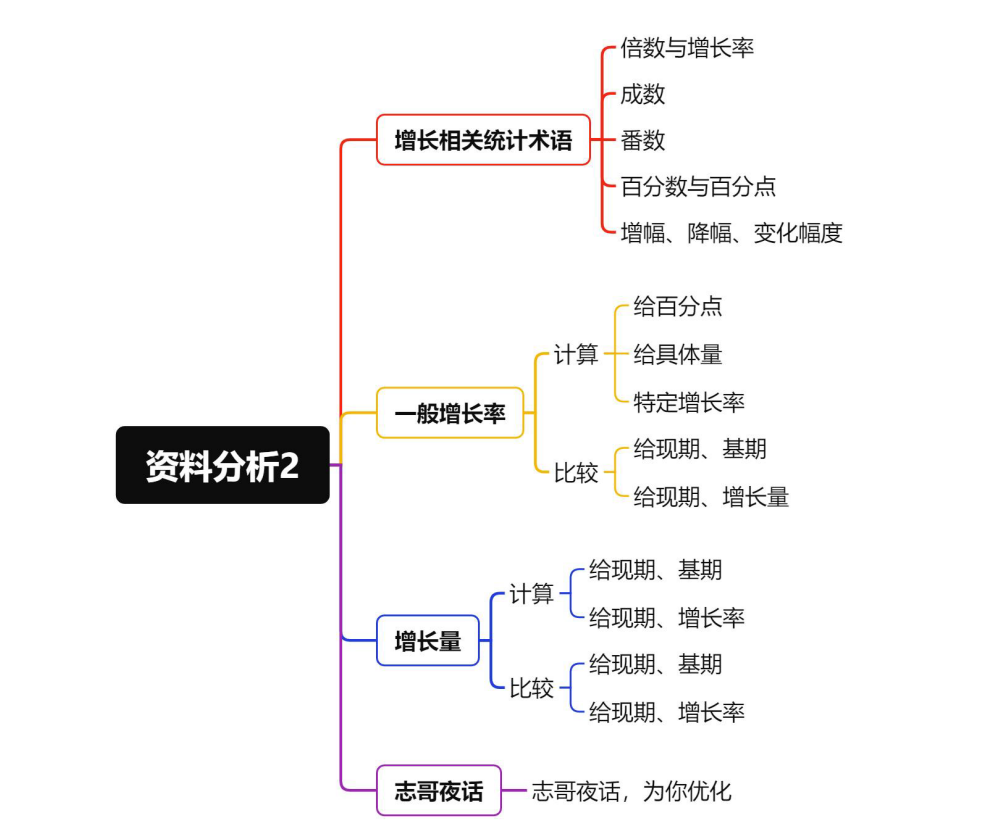 资料分析2
增长相关统计术语
倍数与增长率
成数
番数
百分数与百分点
增幅、降幅、变化幅度
一般增长率
计算
给百分点
给具体量
特定增长率
比较
给现期、基期
给现期、增长量
增长量
计算
给现期、基期
给现期、增长率
比较
给现期、基期
给现期、增长率
志哥夜话
志哥夜话，为你优化